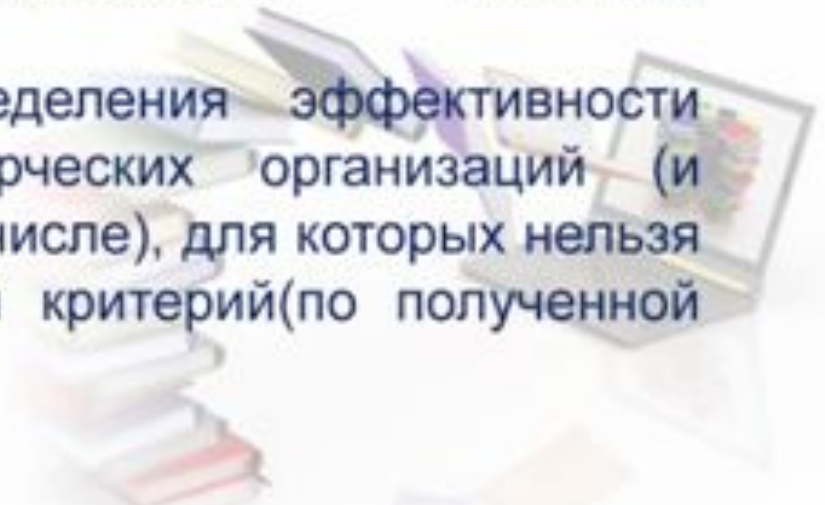 еделения эффективности
рческих организаций (и
числе), для которых нельзя
критерий(по полученной